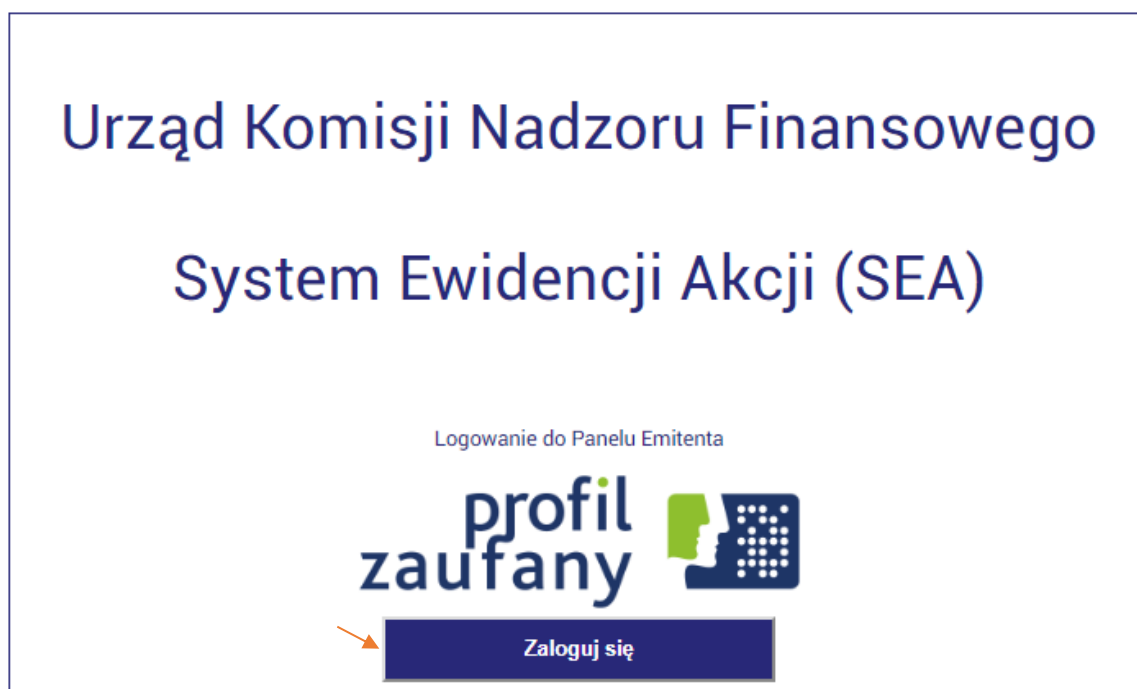 Urząd Komisji Nadzoru Finansowego
System Ewidencji Akcji (SEA)
Logowanie do Panelu Emitenta
profil
zaufany
Zaloguj się